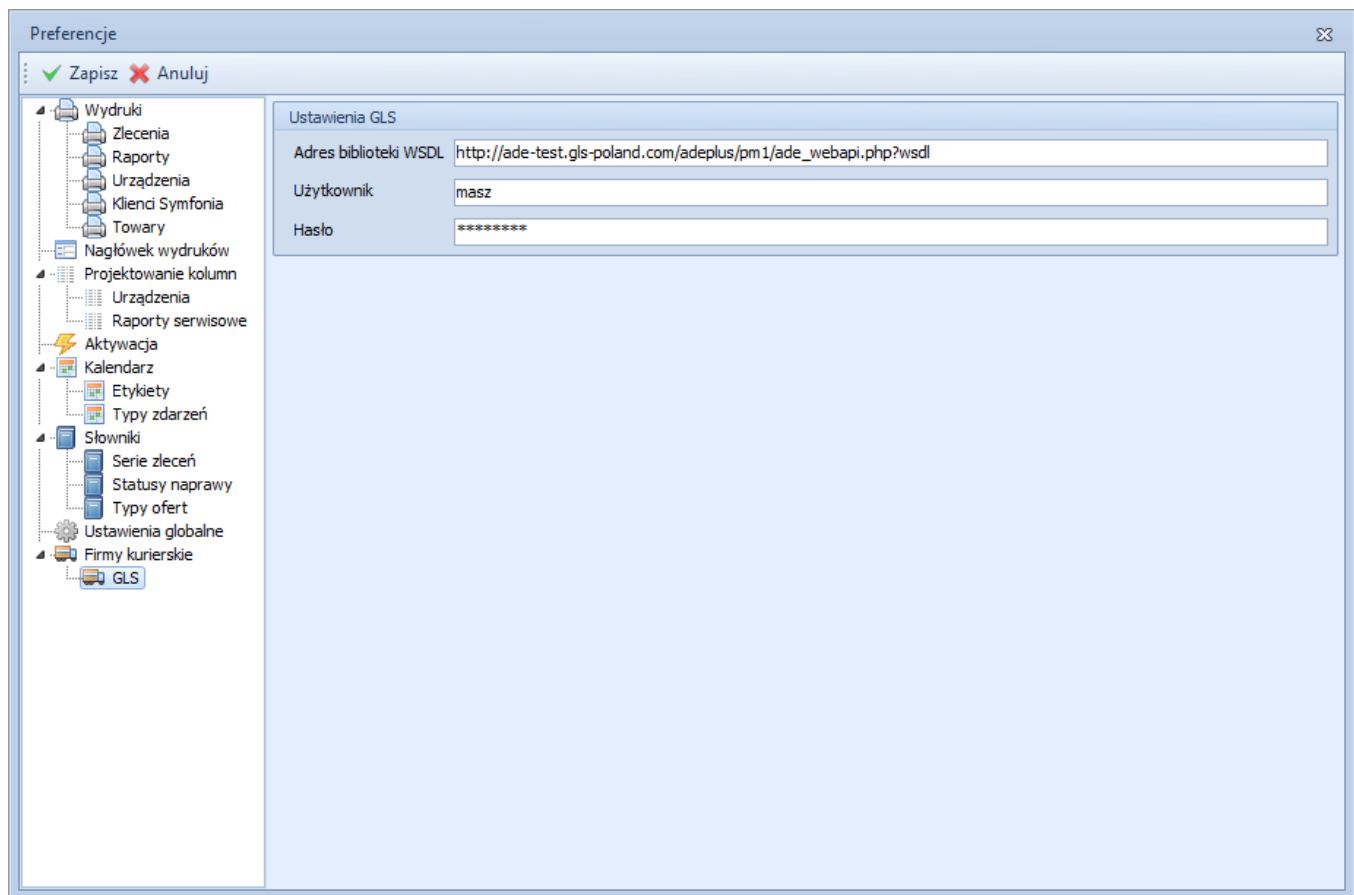 Preferencje
Zapisz Anuluj
Wydruki
Zlecenia
Raporty
Urządzenia
Klienci Symfonia
Towary
Nagłówek wydruków
Projektowanie kolumn
Urządzenia
Raporty serwisowe
Aktywacja
Kalendarz
Etykiety
Typy zdarzeń
Słowniki
Serie zleceń
Statusy naprawy
Typy ofert
Ustawienia globalne
Firmy kurierskie
GLS
Ustawienia GLS
Adres biblioteki WSDL http://ade-test.gls-poland.com/adeplus/pm1/ade_webapi.php?wsdl
Użytkownik masz
Hasło ********